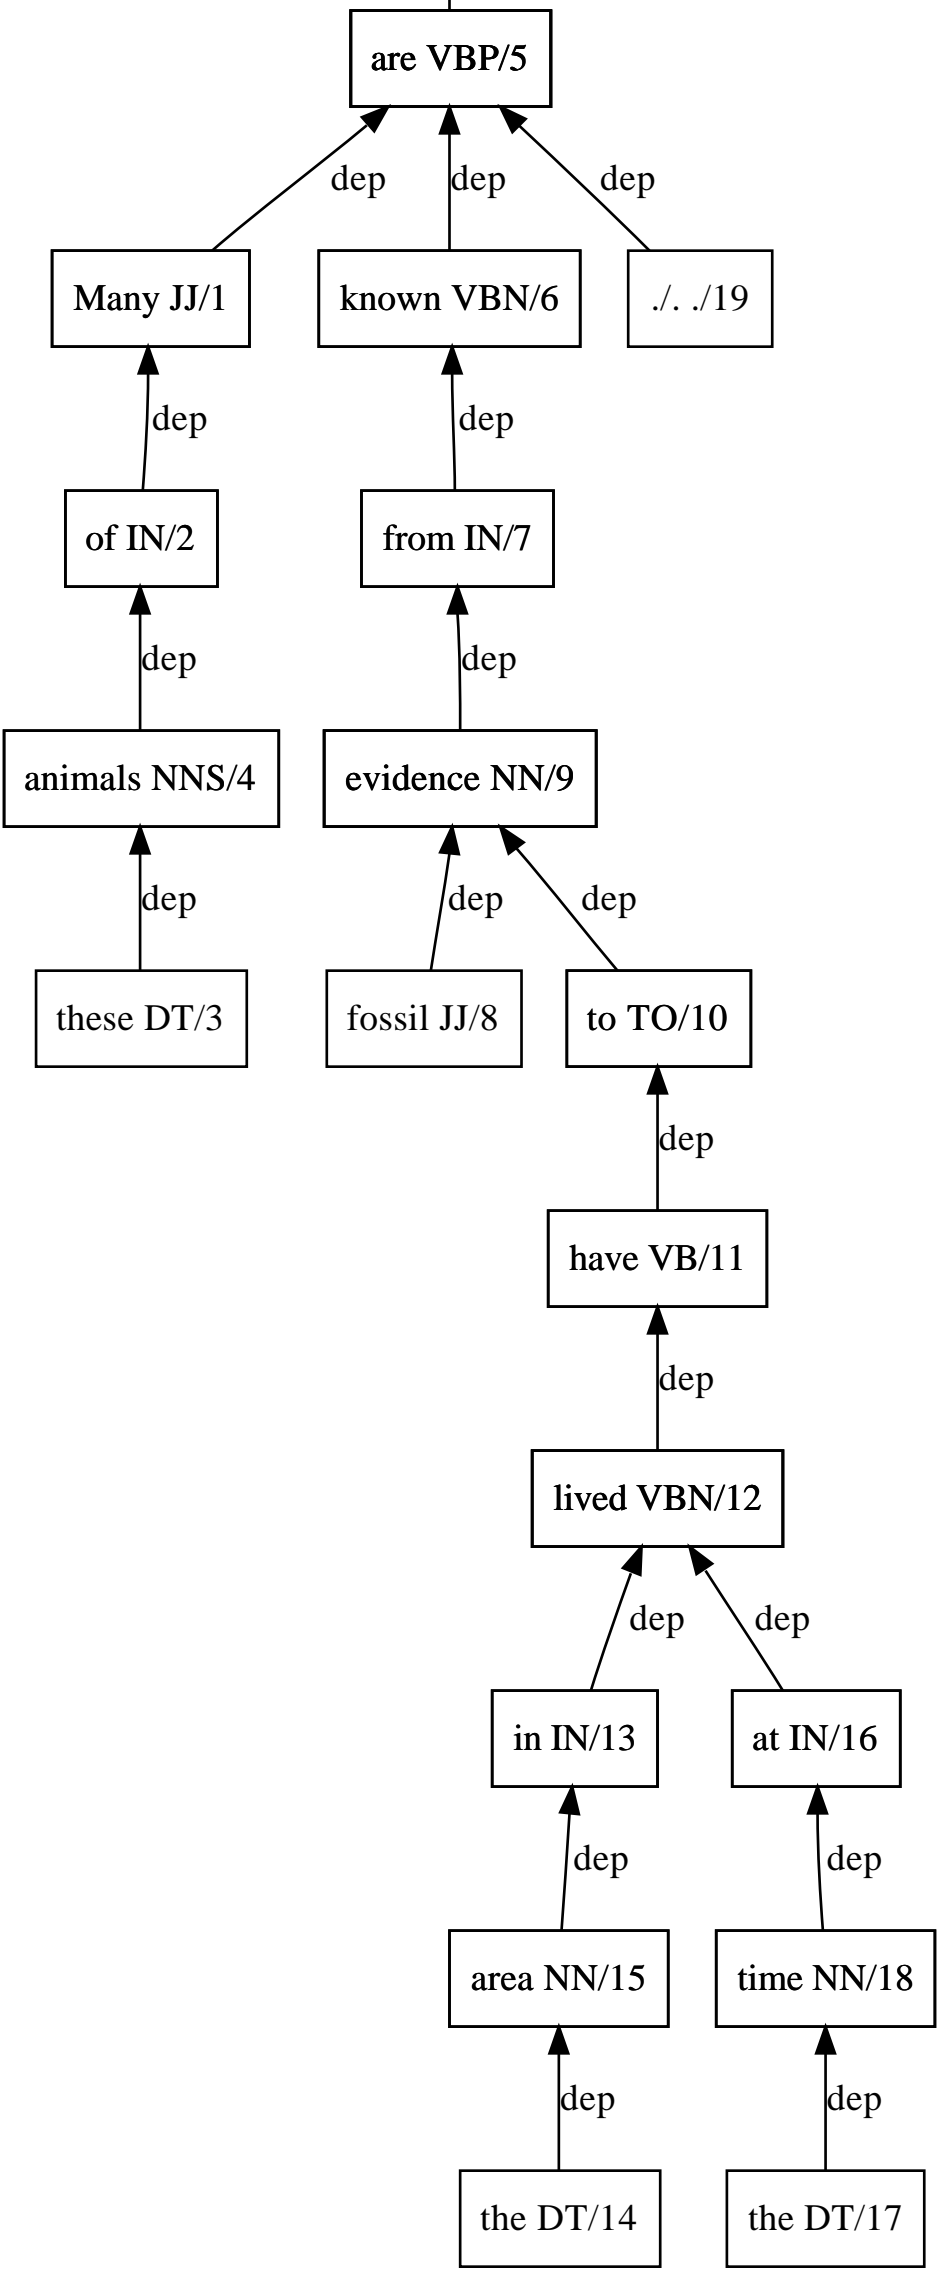 are VBP/5
dep
dep
dep
Many JJ/1
known VBN/6
./. ./19
dep
dep
of IN/2
from IN/7
dep
dep
animals NNS/4
evidence NN/9
dep
dep
dep
these DT/3
fossil JJ/8
to TO/10
dep
have VB/11
dep
lived VBN/12
dep
dep
in IN/13
at IN/16
dep
dep
area NN/15
time NN/18
dep
dep
the DT/14
the DT/17